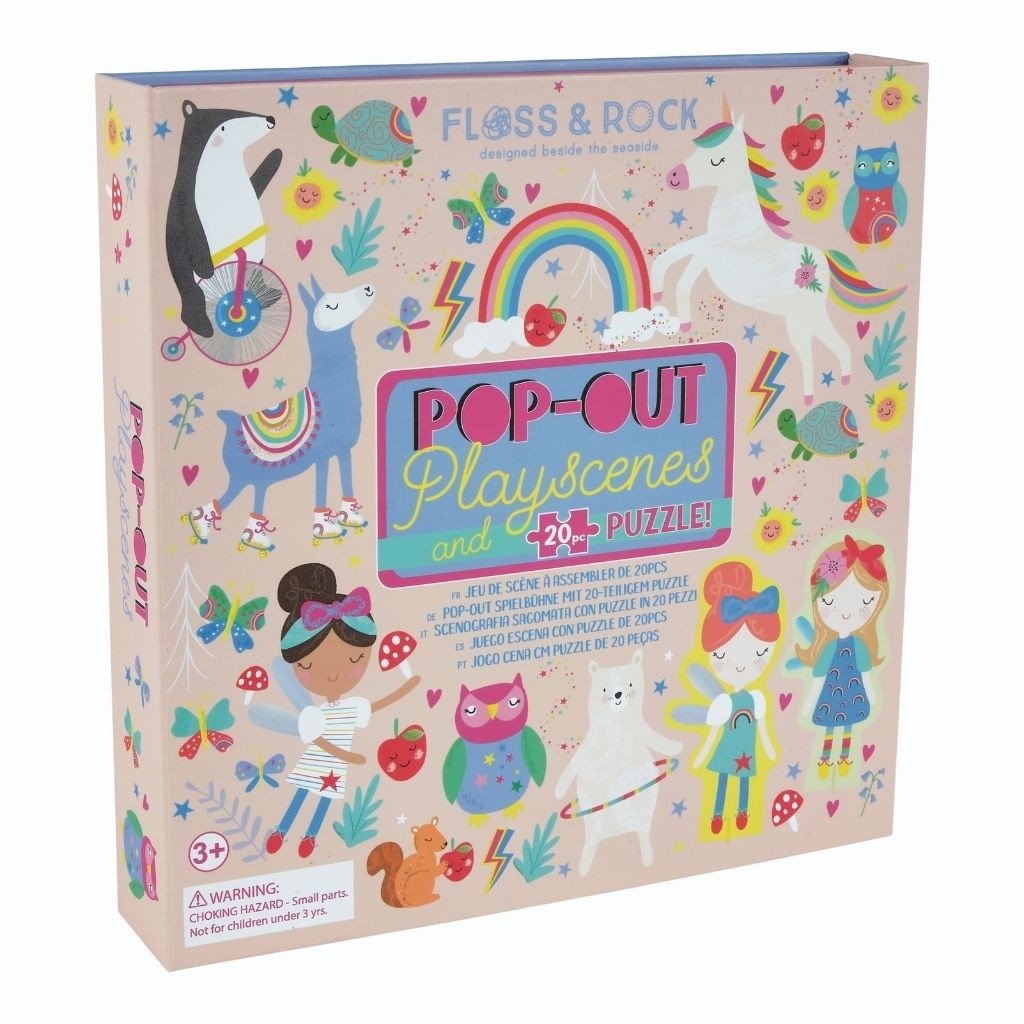 FLOSS & ROCK
designed beside the seaside
POP-OUT
Playscenes
and 20pc PUZZLE!
FR JEU DE SCÈNE À ASSEMBLER DE 20PCS
DE POP-OUT SPIELBÜHNE MIT 20-TEILIGEM PUZZLE
IT SCENOGRAFIA SAGOMATA CON PUZZLE IN 20 PEZZI
ES JUEGO ESCENA CON PUZZLE DE 20PCS
PT JOGO CENA CM PUZZLE DE 20 PEÇAS
3+
WARNING:
CHOKING HAZARD - Small parts.
Not for children under 3 yrs.
POP-OUT
Playscenes